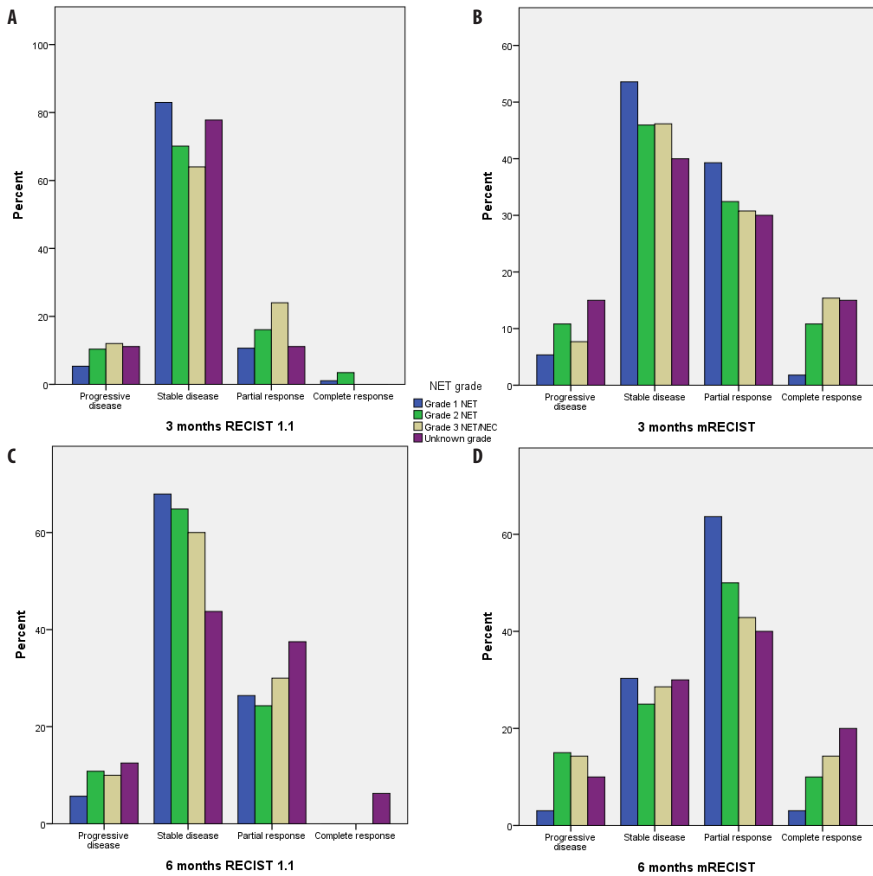 A
Percent
100
80
60
40
20
0
Progressive
disease
Stable disease
Partial response
Complete response
3 months RECIST 1.1
B
Percent
60
50
40
30
20
10
0
Progressive
disease
Stable disease
Partial response
Complete response
3 months mRECIST
NET grade
Grade 1 NET
Grade 2 NET
Grade 3 NET/NEC
Unknown grade
C
Percent
60
40
20
0
Progressive
disease
Stable disease
Partial response
Complete response
6 months RECIST 1.1
D
Percent
60
40
20
0
Progressive
disease
Stable disease
Partial response
Complete response
6 months mRECIST